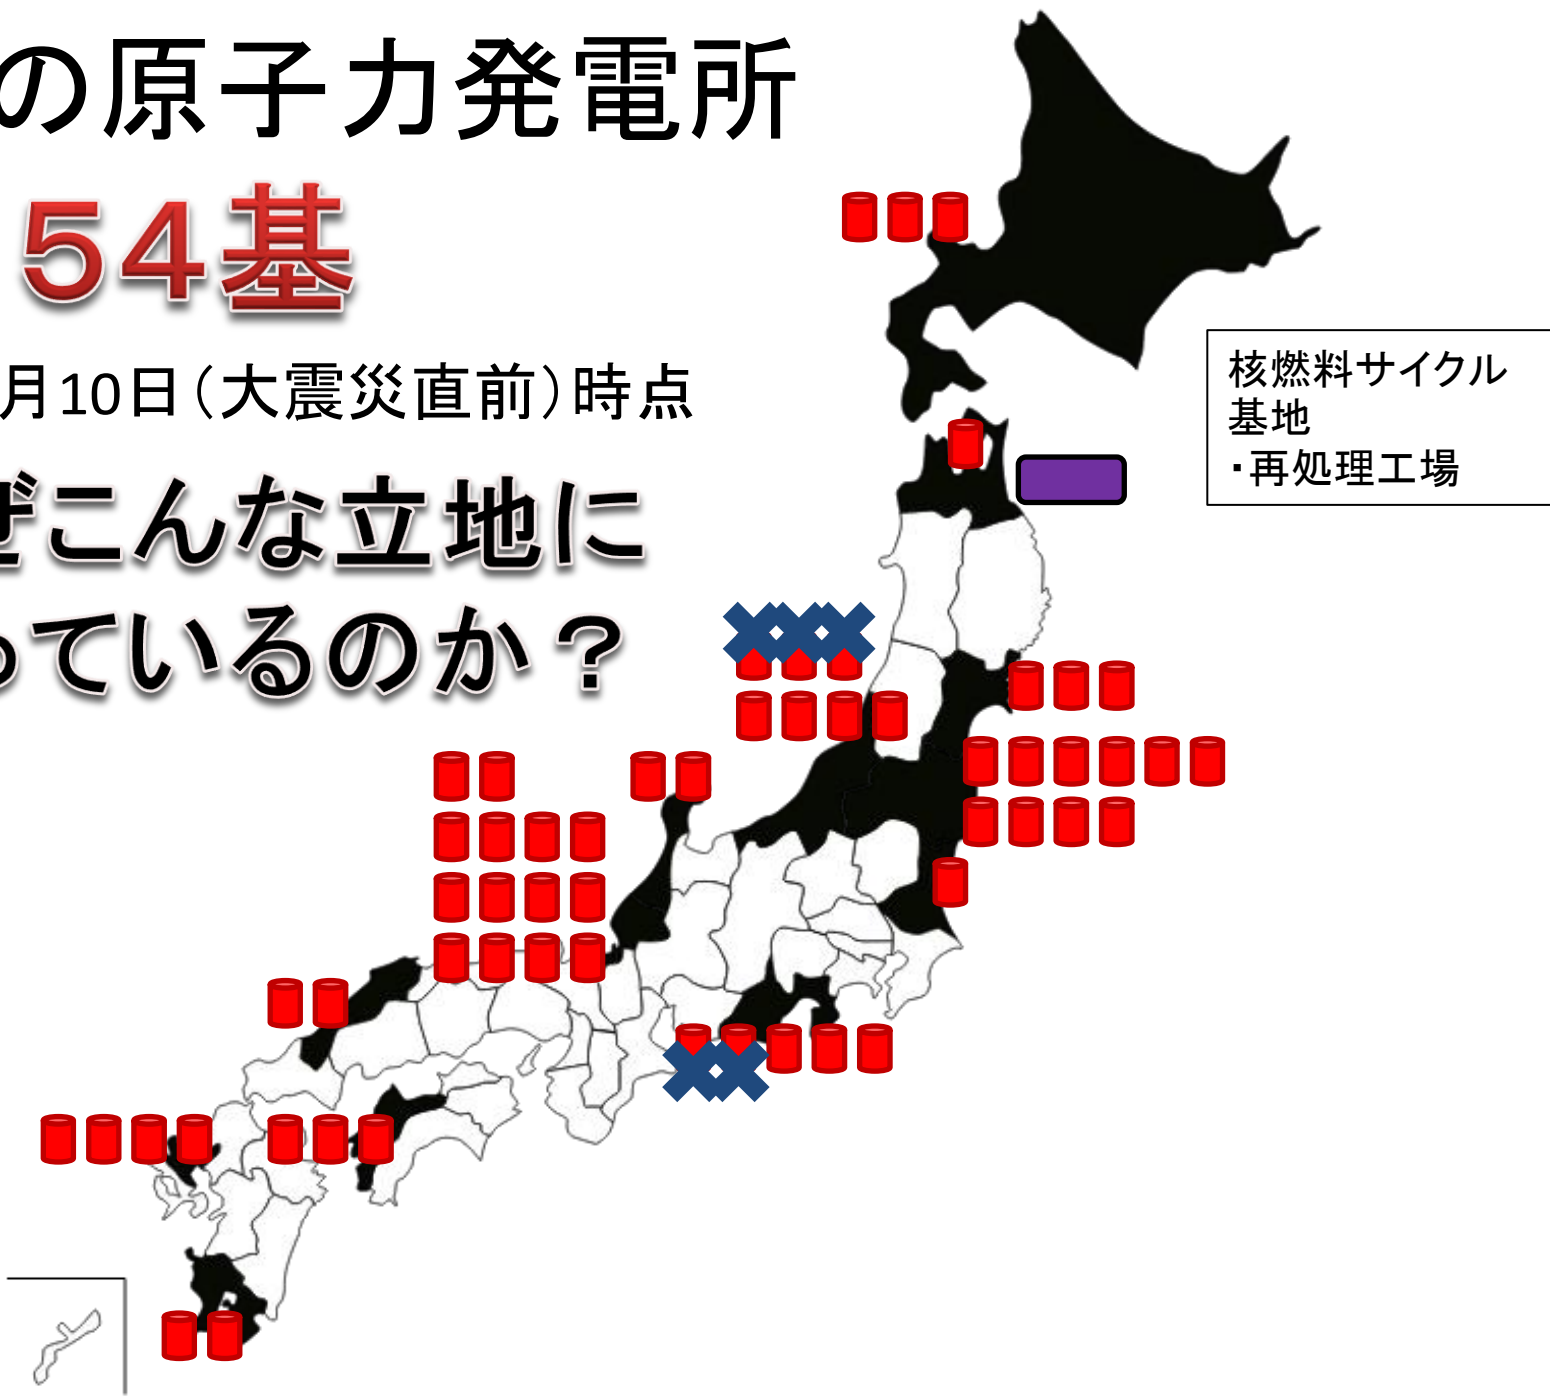 の原子力発電所
５４基
月10日（大震災直前）時点
ぜこんな立地に
っているのか？
核燃料サイクル
基地
・再処理工場